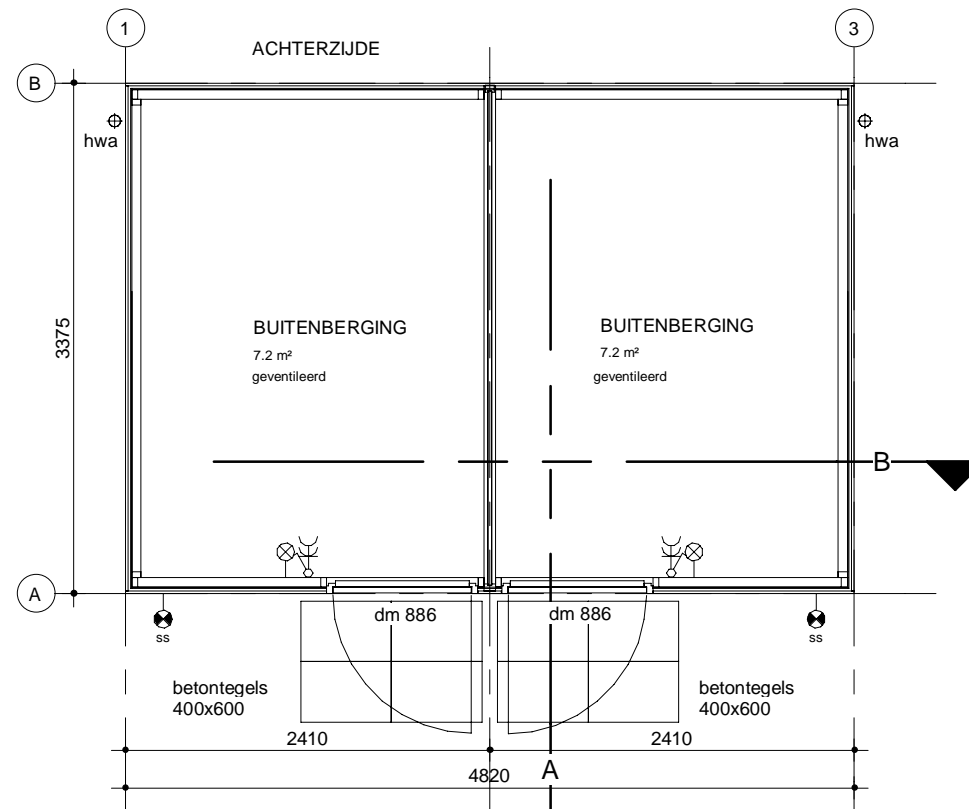 1
3
ACHTERZIJDE
B
hwa
hwa
3375
BUITENBERGING
7.2 m²
geventileerd
BUITENBERGING
7.2 m²
geventileerd
B
A
dm 886
dm 886
ss
ss
betontegels
400x600
betontegels
400x600
2410
2410
A
4820